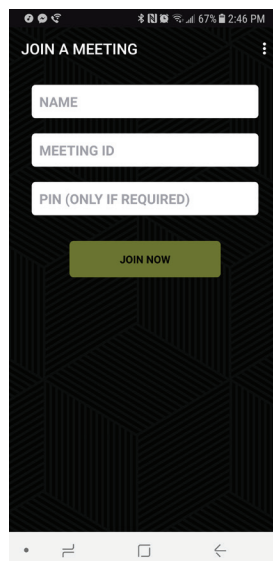 67% 2:46 PM
JOIN A MEETING
NAME
MEETING ID
PIN (ONLY IF REQUIRED)
JOIN NOW